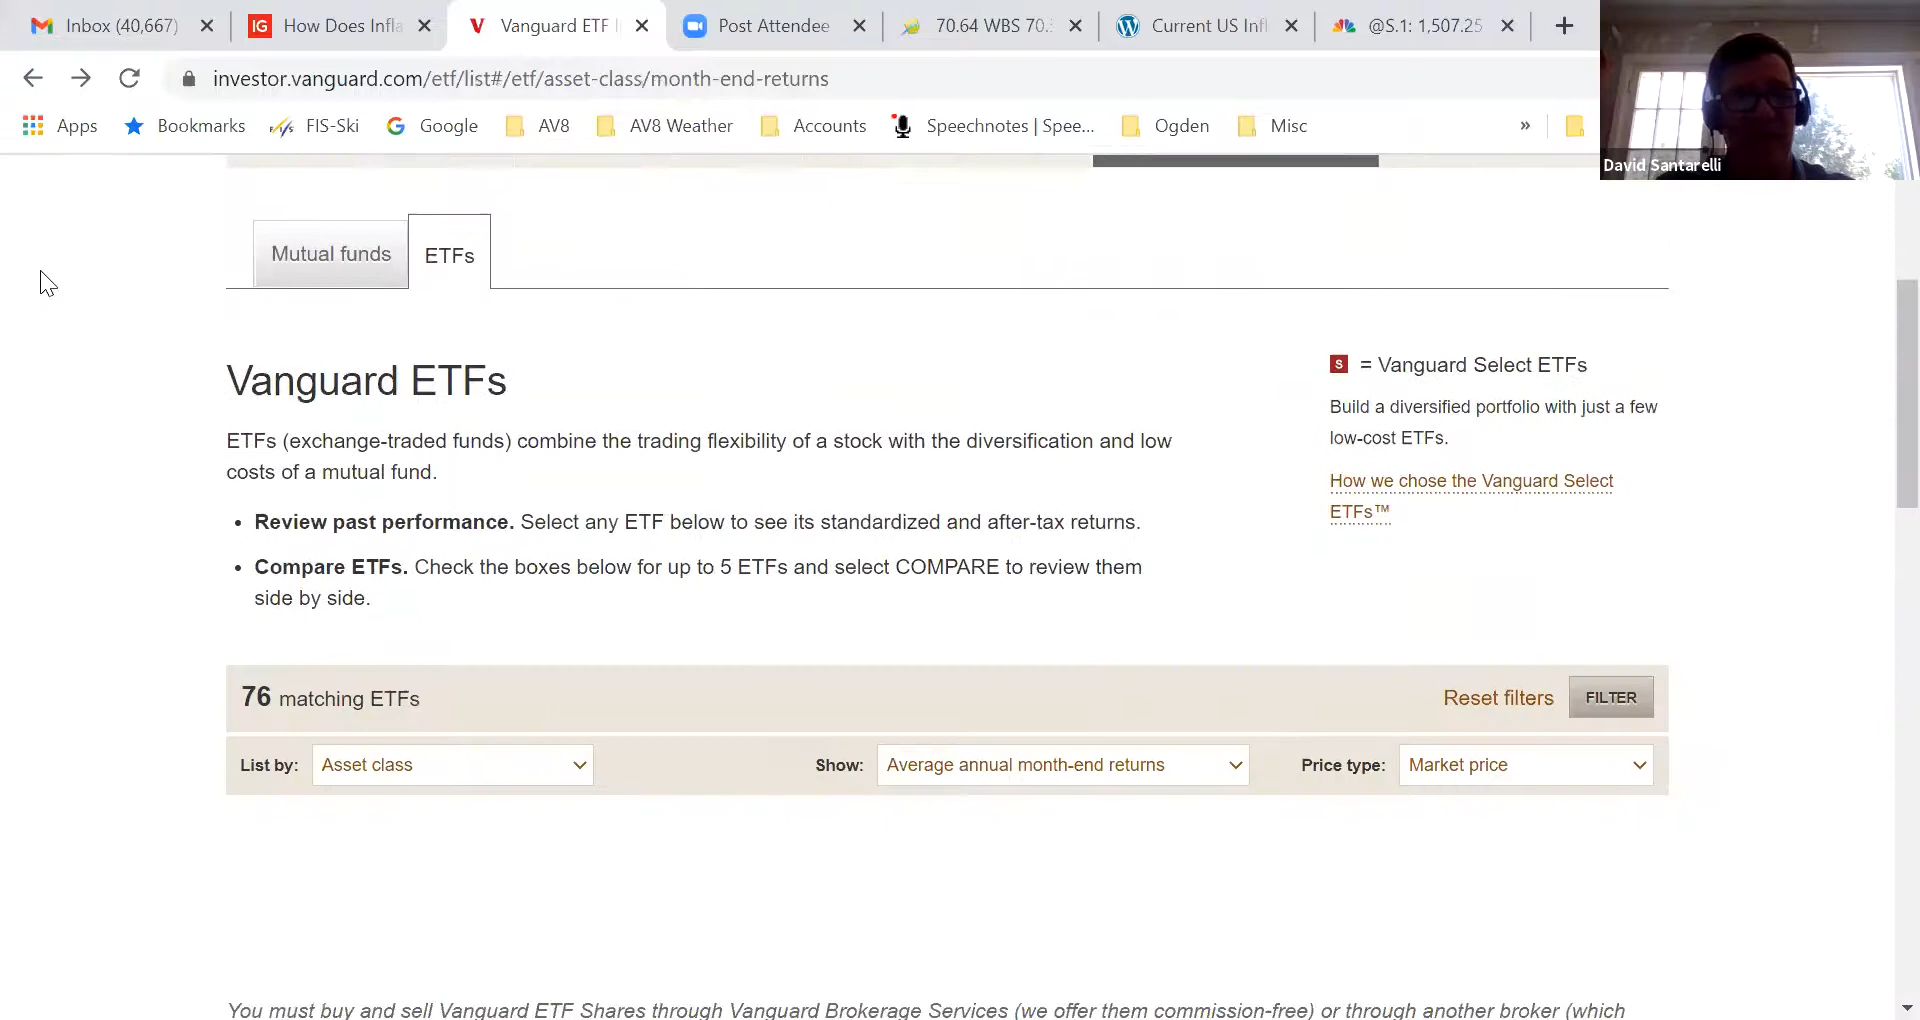 Inbox (40,667)
IG How Does Infla
Vanguard ETF
Post Attendee
70.64 WBS 70.
Current US Infl
@S.1: 1,507.25
investor.vanguard.com/etf/list#/etf/asset-class/month-end-returns
Apps
Bookmarks
FIS-Ski
Google
AV8
AV8 Weather
Accounts
Speechnotes | Spee...
Ogden
Misc
»
David Santarelli
Mutual funds
ETFs
Vanguard ETFs
ETFs (exchange-traded funds) combine the trading flexibility of a stock with the diversification and low
costs of a mutual fund.
• Review past performance. Select any ETF below to see its standardized and after-tax returns.
• Compare ETFs. Check the boxes below for up to 5 ETFs and select COMPARE to review them
side by side.
S = Vanguard Select ETFs
Build a diversified portfolio with just a few
low-cost ETFs.
How we chose the Vanguard Select
ETFs™
76 matching ETFs
Reset filters
FILTER
List by: Asset class
Show: Average annual month-end returns
Price type: Market price
You must buy and sell Vanguard ETF Shares through Vanguard Brokerage Services (we offer them commission-free) or through another broker (which